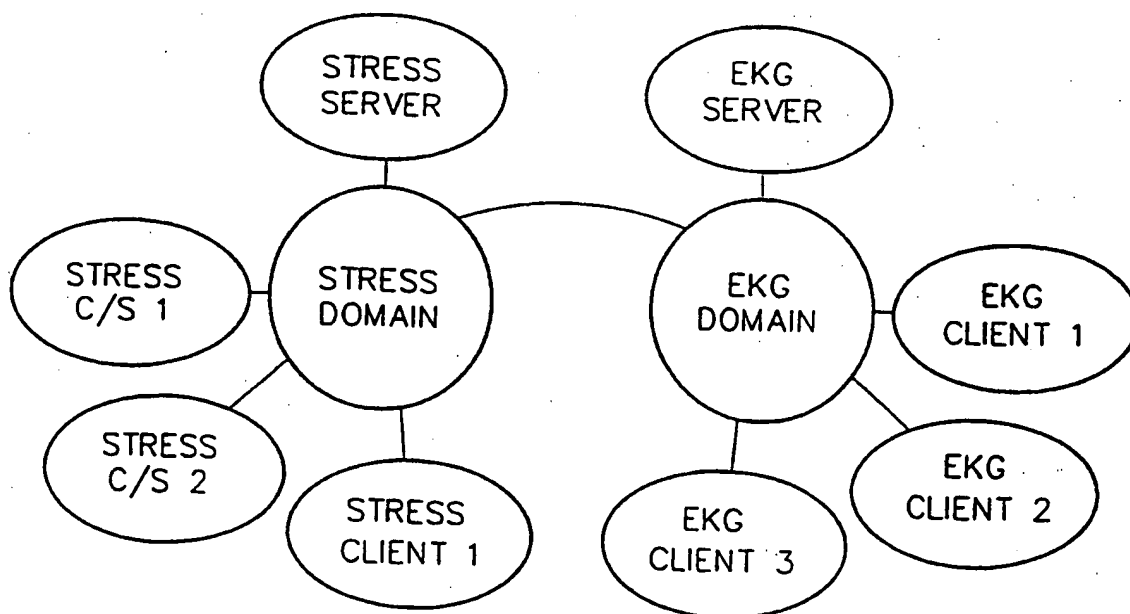 STRESS
SERVER
EKG
SERVER
STRESS
C/S 1
STRESS
DOMAIN
EKG
DOMAIN
EKG
CLIENT 1
STRESS
C/S 2
STRESS
CLIENT 1
EKG
CLIENT 3
EKG
CLIENT 2